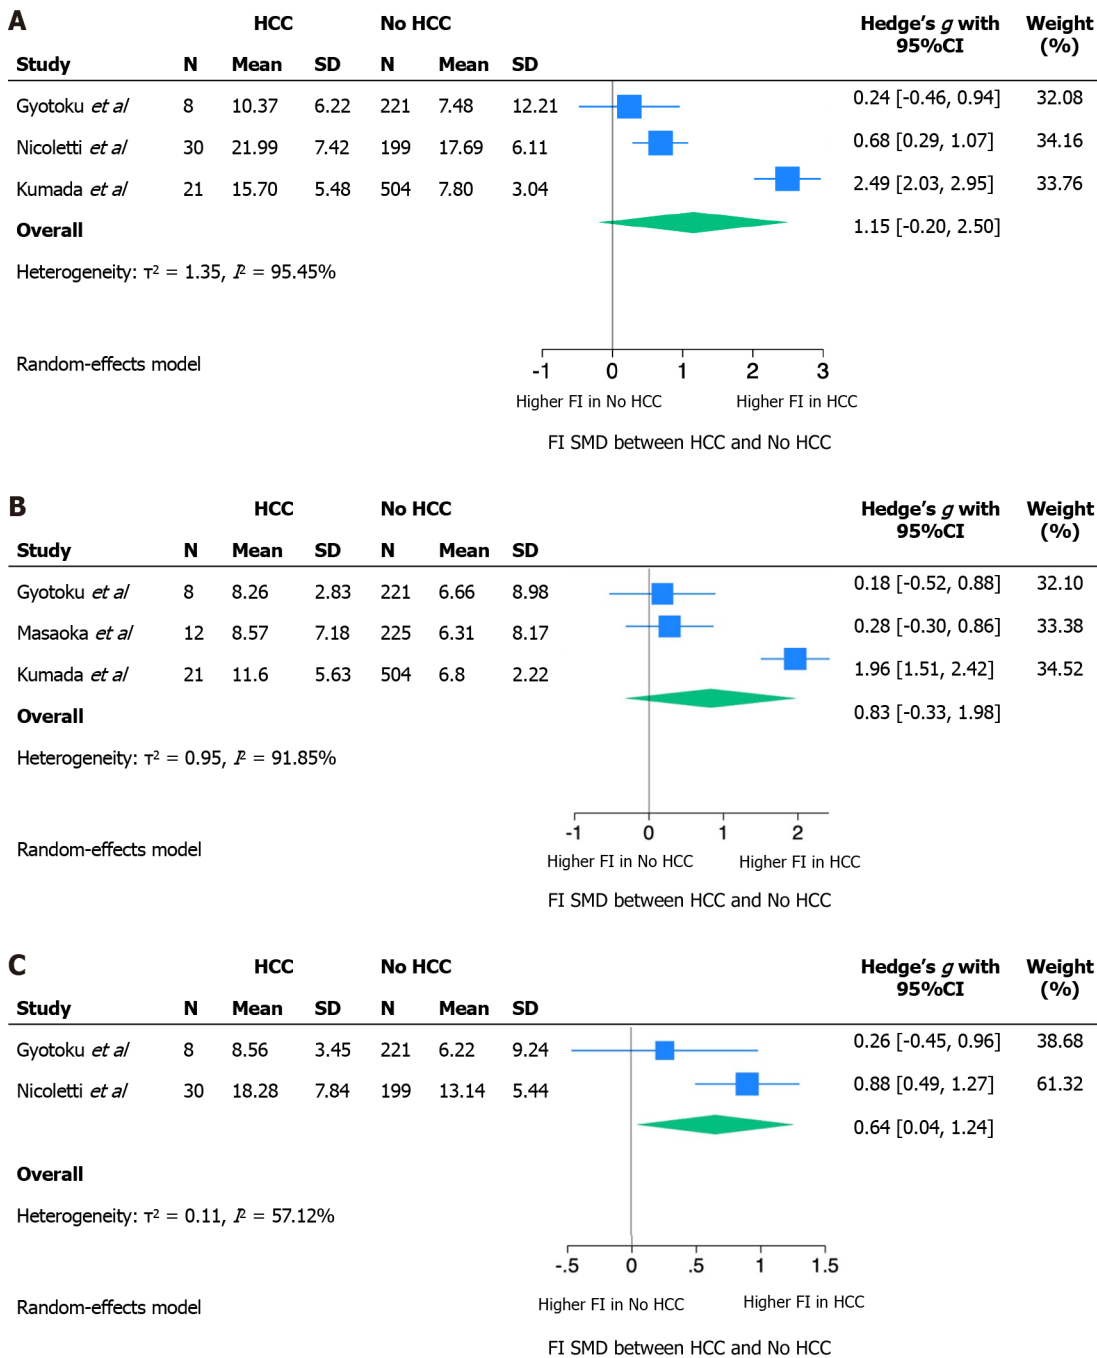 A
HCC No HCC Hedge's g with Weight
95%CI (%)
Study N Mean SD N Mean SD
Gyotoku et al 8 10.37 6.22 221 7.48 12.21 0.24 [-0.46, 0.94] 32.08
Nicoletti et al 30 21.99 7.42 199 17.69 6.11 0.68 [0.29, 1.07] 34.16
Kumada et al 21 15.70 5.48 504 7.80 3.04 2.49 [2.03, 2.95] 33.76
Overall 1.15 [-0.20, 2.50]
Heterogeneity: τ² = 1.35, I² = 95.45%
Random-effects model
-1 0 1 2 3
Higher FI in No HCC Higher FI in HCC
FI SMD between HCC and No HCC
B
HCC No HCC Hedge's g with Weight
95%CI (%)
Study N Mean SD N Mean SD
Gyotoku et al 8 8.26 2.83 221 6.66 8.98 0.18 [-0.52, 0.88] 32.10
Masaoka et al 12 8.57 7.18 225 6.31 8.17 0.28 [-0.30, 0.86] 33.38
Kumada et al 21 11.6 5.63 504 6.8 2.22 1.96 [1.51, 2.42] 34.52
Overall 0.83 [-0.33, 1.98]
Heterogeneity: τ² = 0.95, I² = 91.85%
-1 0 1 2
Random-effects model
Higher FI in No HCC Higher FI in HCC
FI SMD between HCC and No HCC
C
HCC No HCC Hedge's g with Weight
95%CI (%)
Study N Mean SD N Mean SD
Gyotoku et al 8 8.56 3.45 221 6.22 9.24 0.26 [-0.45, 0.96] 38.68
Nicoletti et al 30 18.28 7.84 199 13.14 5.44 0.88 [0.49, 1.27] 61.32
0.64 [0.04, 1.24]
Overall
Heterogeneity: τ² = 0.11, I² = 57.12%
-.5 0 .5 1 1.5
Random-effects model
Higher FI in No HCC Higher FI in HCC
FI SMD between HCC and No HCC